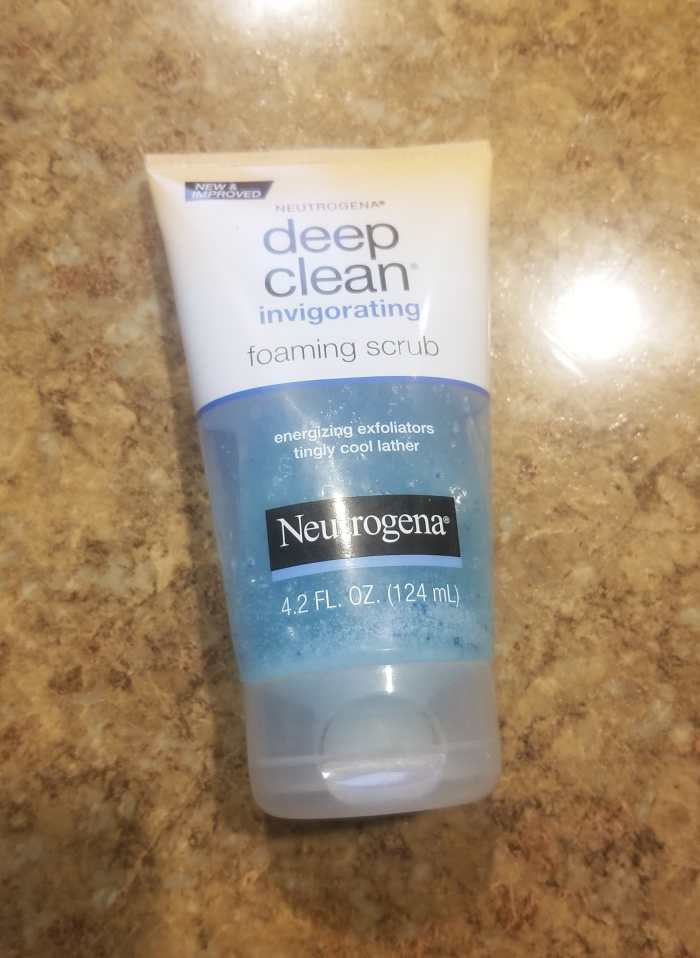 NEW &
IMPROVED
NEUTROGENA®
deep
clean®
invigorating
foaming scrub
energizing exfoliators
tingly cool lather
Neutrogena®
4.2 FL. OZ. (124 mL)